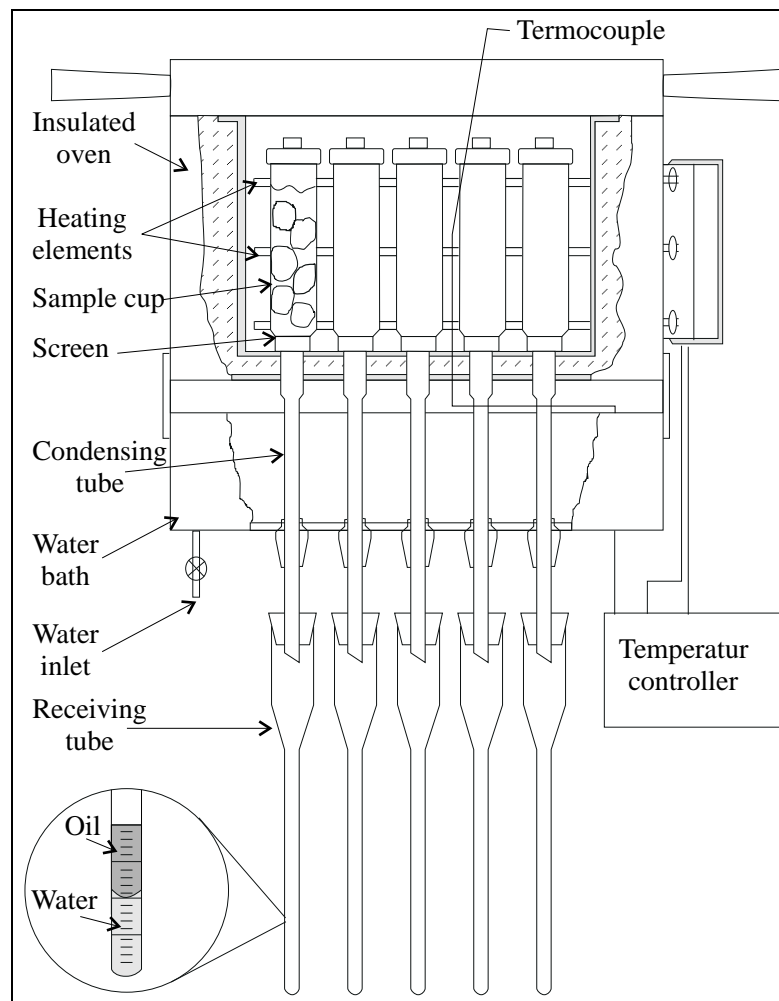 Termocouple
Insulated
oven
Heating
elements
Sample cup
Screen
Condensing
tube
Water
bath
Water
inlet
Temperatur
controller
Receiving
tube
Oil
Water